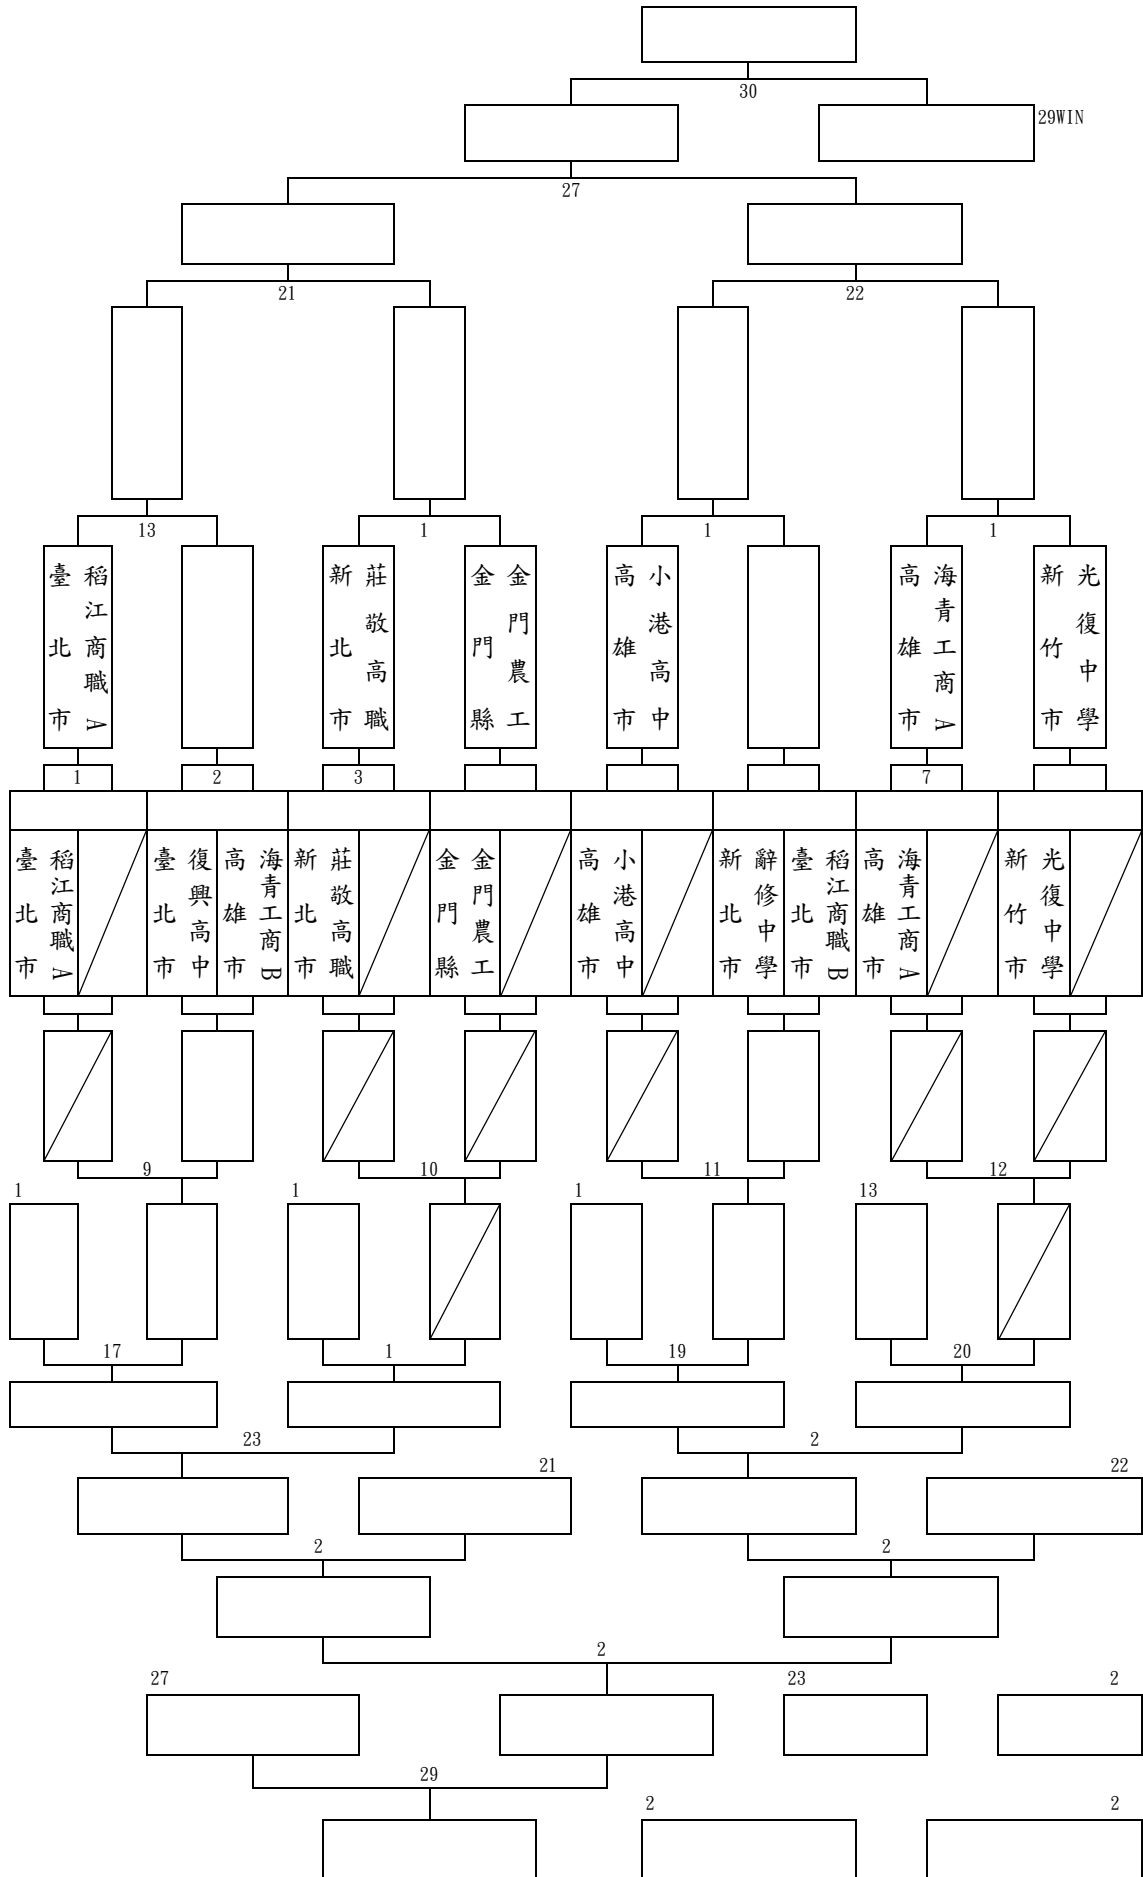 30
29WIN
27
21
22
13
1
1
1
臺北市
稻江商職A
新北市
莊敬高職
金門縣
金門農工
高雄市
小港高中
高雄市
海青工商A
新竹市
光復中學
1
2
3
7
臺北市
稻江商職A
臺北市
復興高中
高雄市
海青工商B
新北市
莊敬高職
金門縣
金門農工
高雄市
小港高中
新北市
辭修中學
臺北市
稻江商職B
高雄市
海青工商A
新竹市
光復中學
9
10
11
12
1
1
1
13
17
1
19
20
23
2
21
22
2
2
2
27
23
2
29
2
2